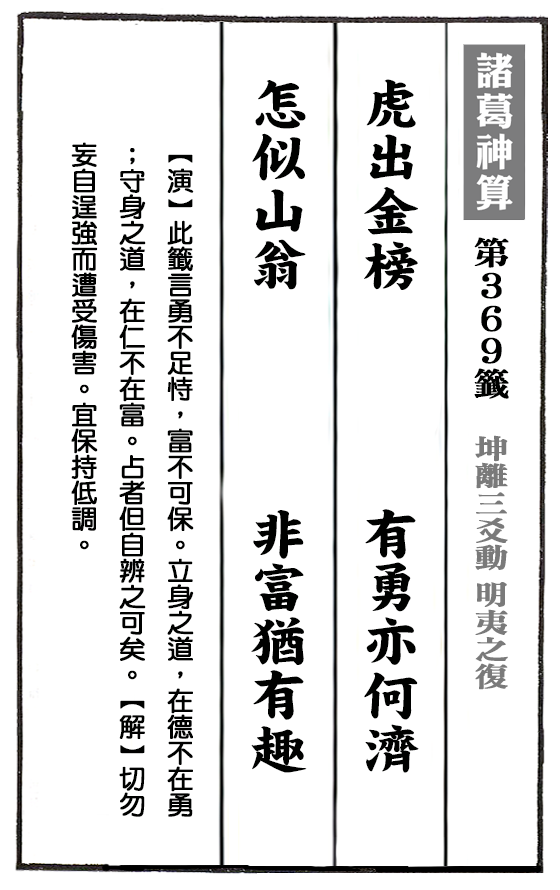 諸葛神算 第369籤 坤離三爻動 明夷之復
虎出金榜 有勇亦何濟
怎似山翁 非富猶有趣
【演】此籤言勇不足恃，富不可保。立身之道，在德不在勇
；守身之道，在仁不在富。占者但自辨之可矣。【解】切勿
妄自逞強而遭受傷害。宜保持低調。